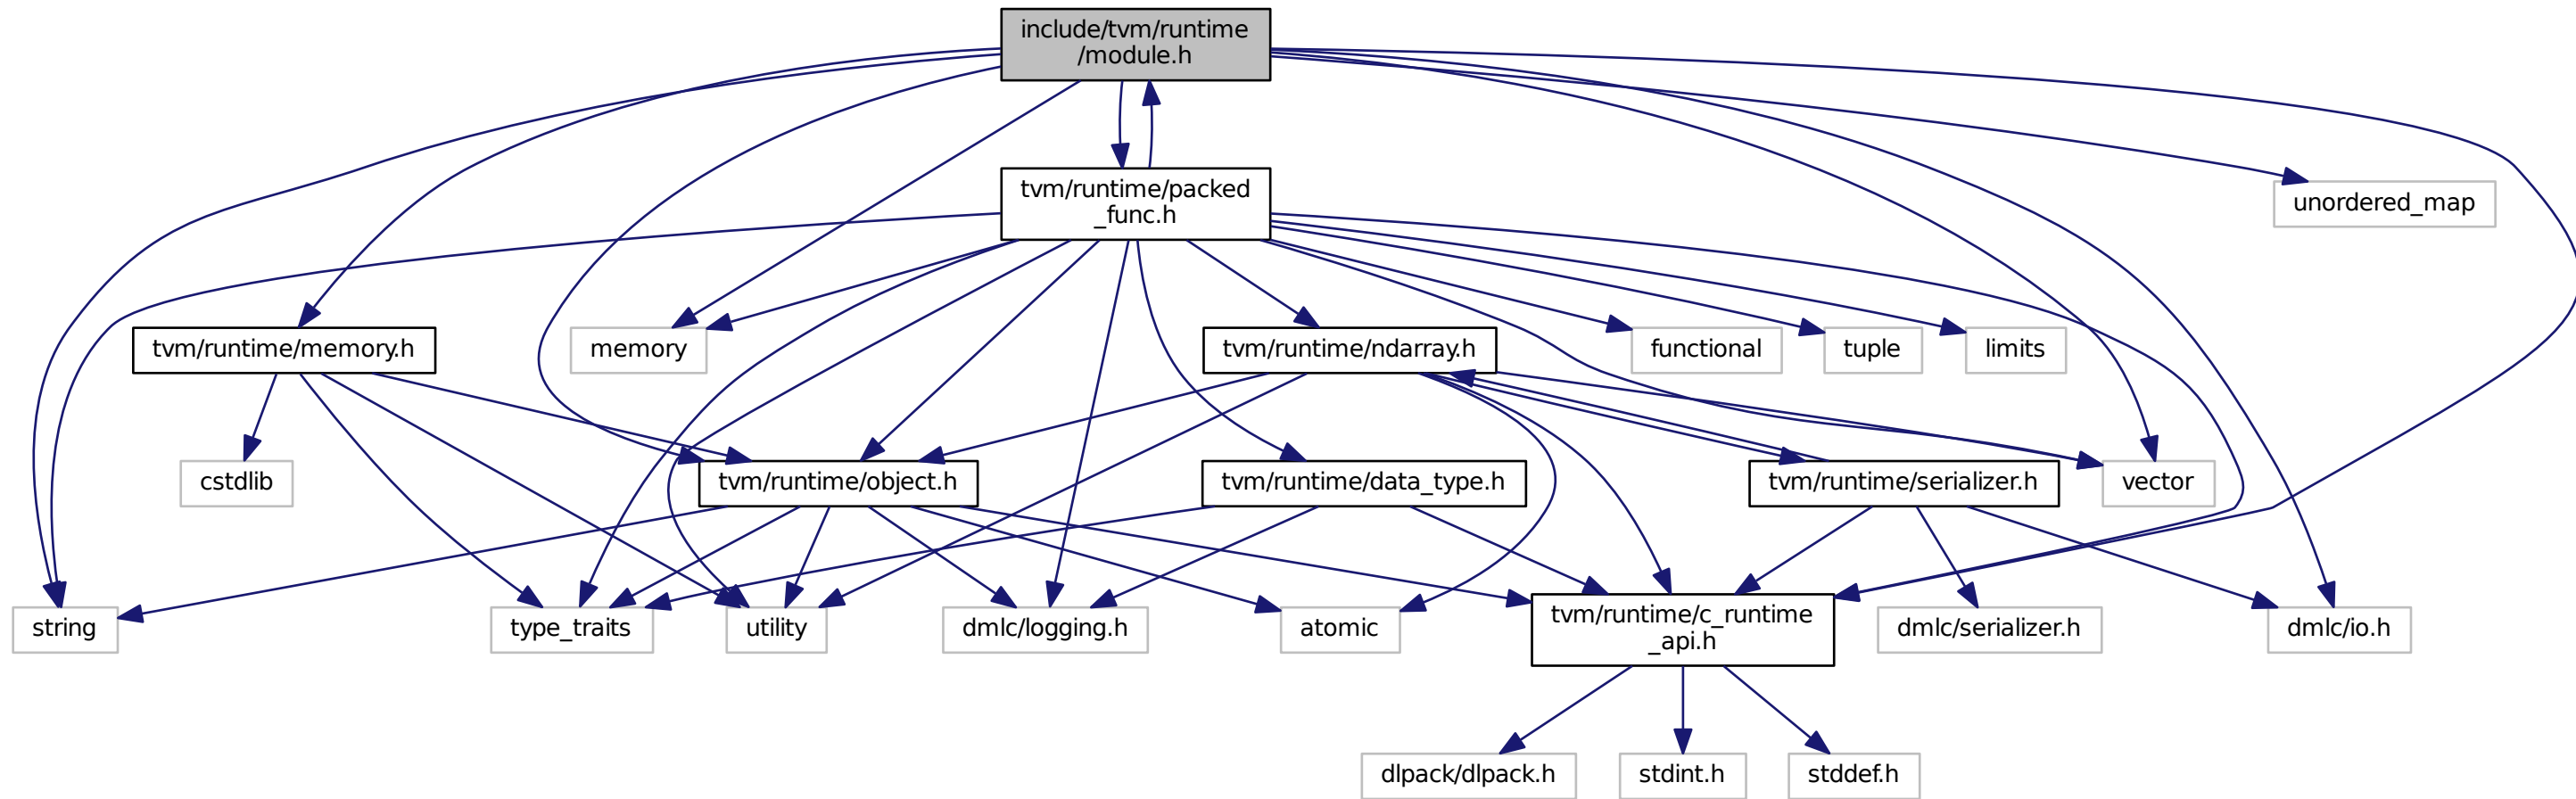 include/tvm/runtime
/module.h
tvm/runtime/packed
_func.h
unordered_map
tvm/runtime/memory.h
memory
tvm/runtime/ndarray.h
functional
tuple
limits
cstdlib
tvm/runtime/object.h
tvm/runtime/data_type.h
tvm/runtime/serializer.h
vector
string
type_traits
utility
dmlc/logging.h
atomic
tvm/runtime/c_runtime
_api.h
dmlc/serializer.h
dmlc/io.h
dlpack/dlpack.h
stdint.h
stddef.h